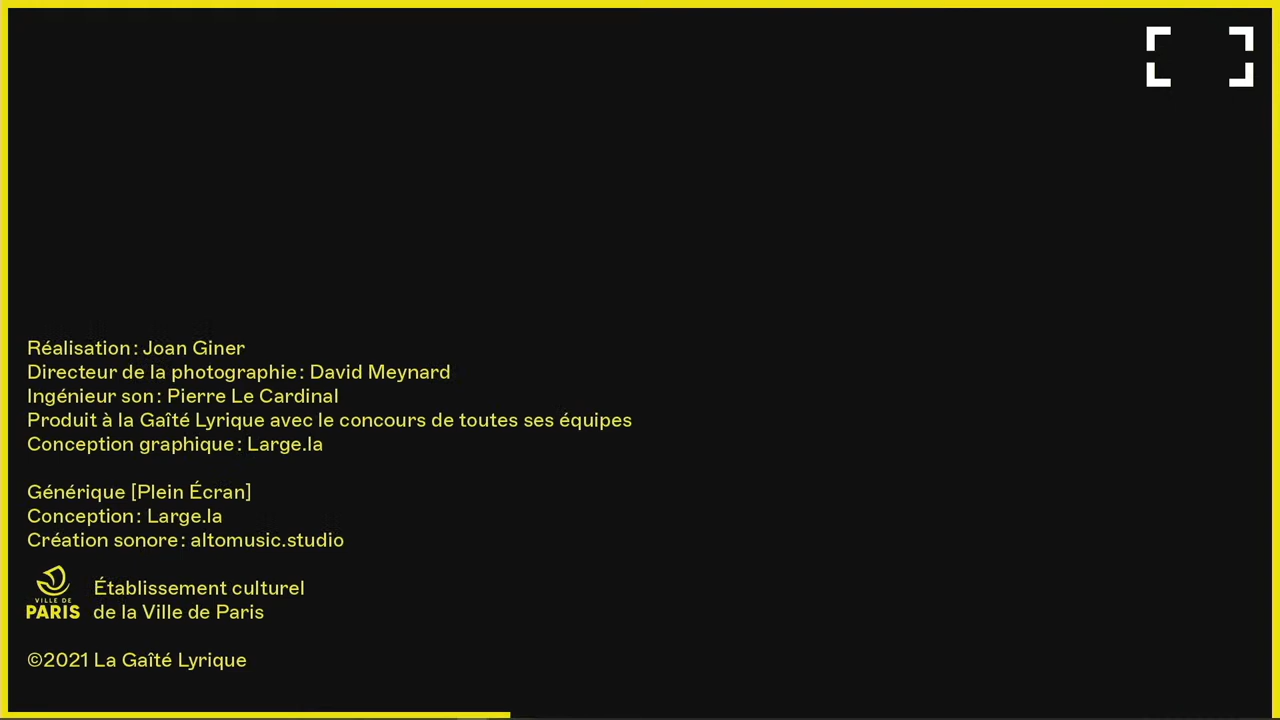 Réalisation : Joan Giner
Directeur de la photographie : David Meynard
Ingénieur son : Pierre Le Cardinal
Produit à la Gaîté Lyrique avec le concours de toutes ses équipes
Conception graphique : Large.la
Générique [Plein Écran]
Conception : Large.la
Création sonore : altomusic.studio
VILLE DE
PARIS
Établissement culturel
de la Ville de Paris
©2021 La Gaîté Lyrique